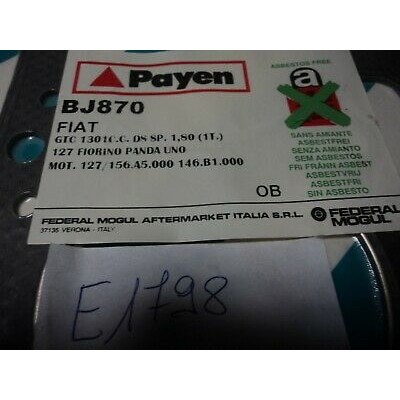 Payen
ASBESTOS FREE
a
BJ870
FIAT
GTC 1301C.C. D8 SP. 1,80 (1T.)
127 FIORINO PANDA UNO
MOT. 127/156.A5.000 146.B1.000
SANS AMIANTE
ASBESTFREI
SENZA AMIANTO
SEM ASBESTOS
FRI FRÅNN ASBEST
ASBESTVRIJ
ASBESTFRI
SIN ASBESTO
OB
FEDERAL MOGUL AFTERMARKET ITALIA S.R.L.
37135 VERONA - ITALY
FEDERAL
MOGUL
E1798